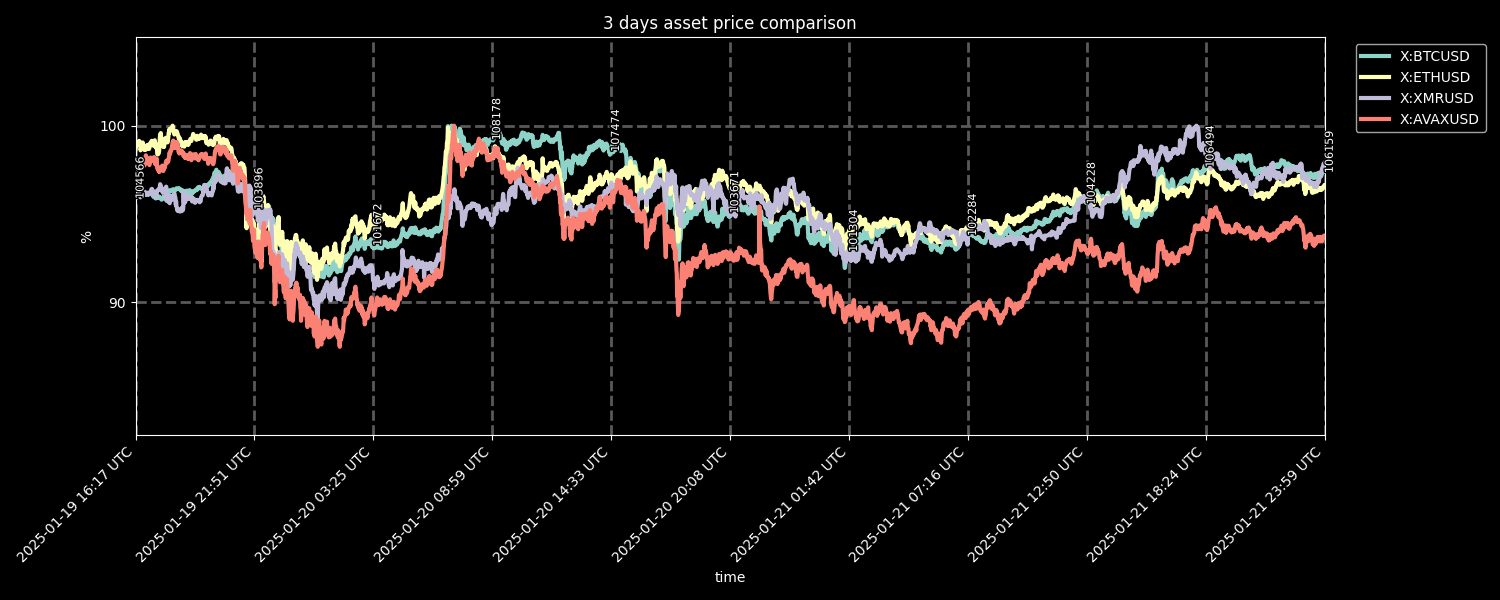 3 days asset price comparison
X:BTCUSD
X:ETHUSD
X:XMRUSD
X:AVAXUSD
100
90
%
104566
103896
101672
108178
107474
103671
101304
102284
104228
106494
106159
2025-01-19 16:17 UTC
2025-01-19 21:51 UTC
2025-01-20 03:25 UTC
2025-01-20 08:59 UTC
2025-01-20 14:33 UTC
2025-01-20 20:08 UTC
2025-01-21 01:42 UTC
2025-01-21 07:16 UTC
2025-01-21 12:50 UTC
2025-01-21 18:24 UTC
2025-01-21 23:59 UTC
time